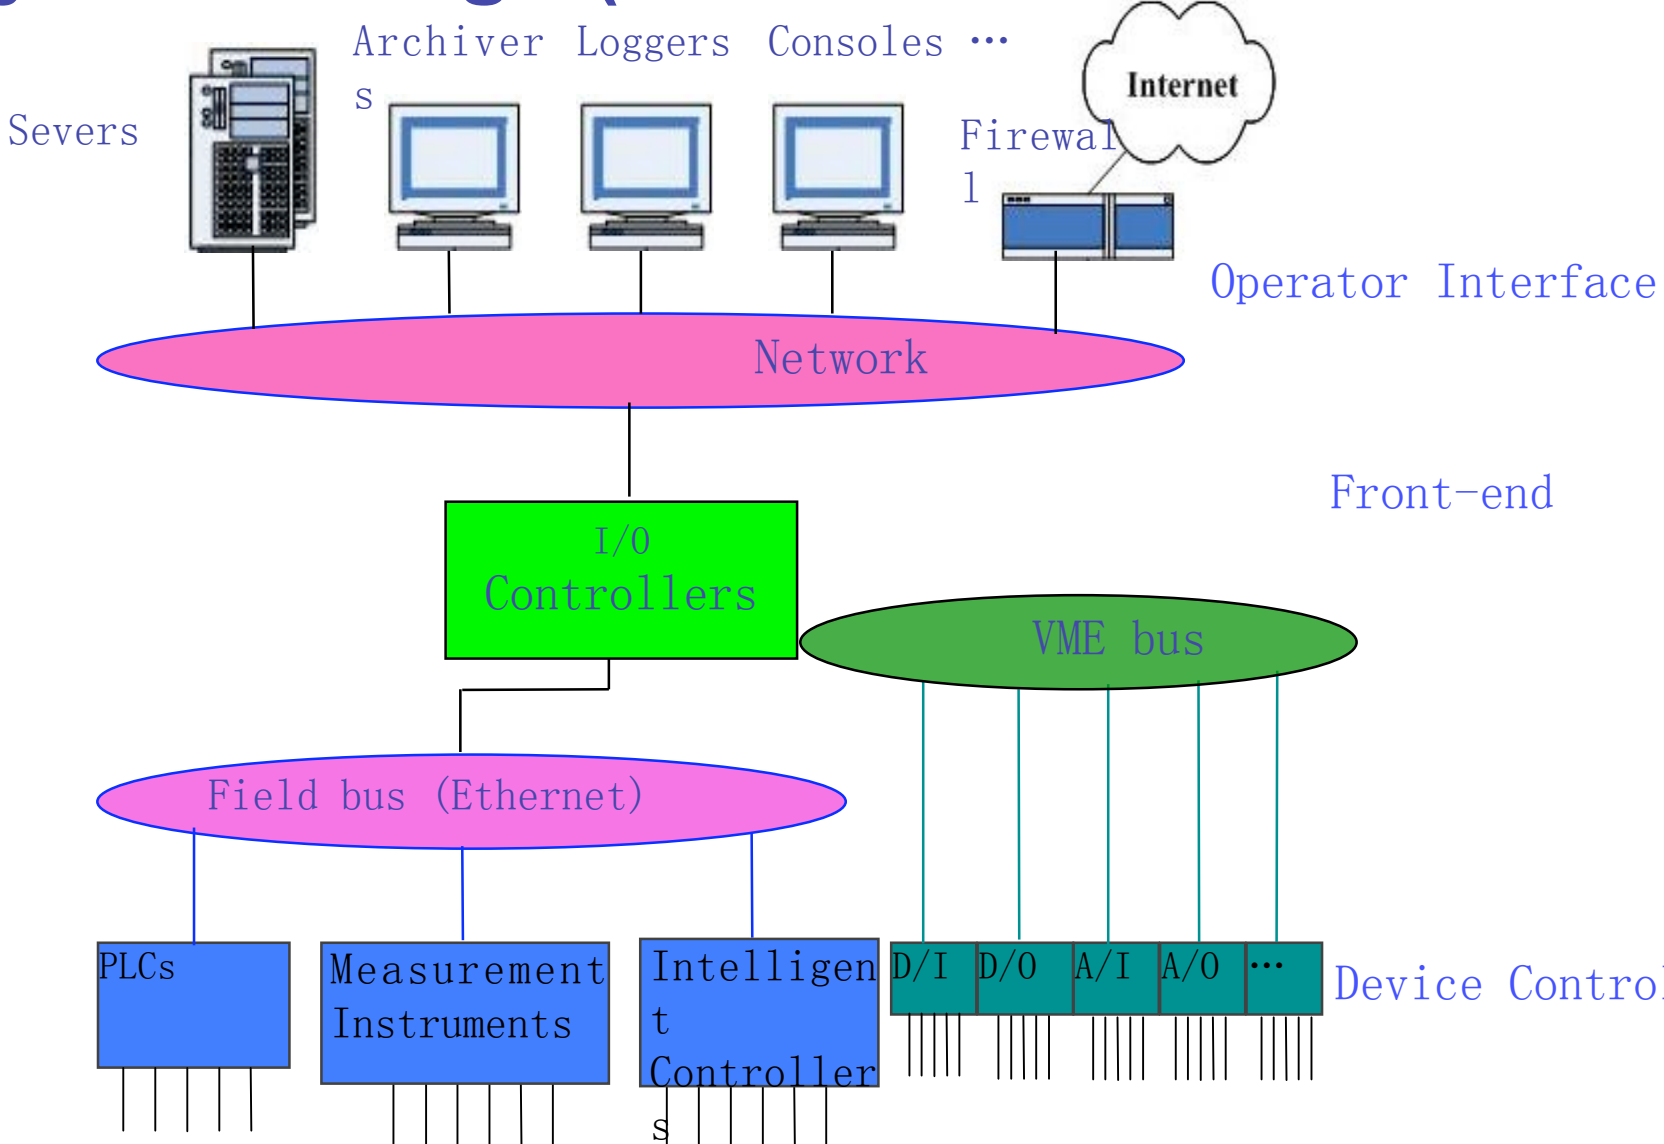 Archiver
s
Loggers
Consoles …
Internet
Severs
Firewal
l
Operator Interface
Network
Front-end
I/O
Controllers
VME bus
Field bus (Ethernet)
PLCs
Measurement
Instruments
Intelligen
t
Controller
s
D/I
D/O
A/I
A/O
…
Device Control